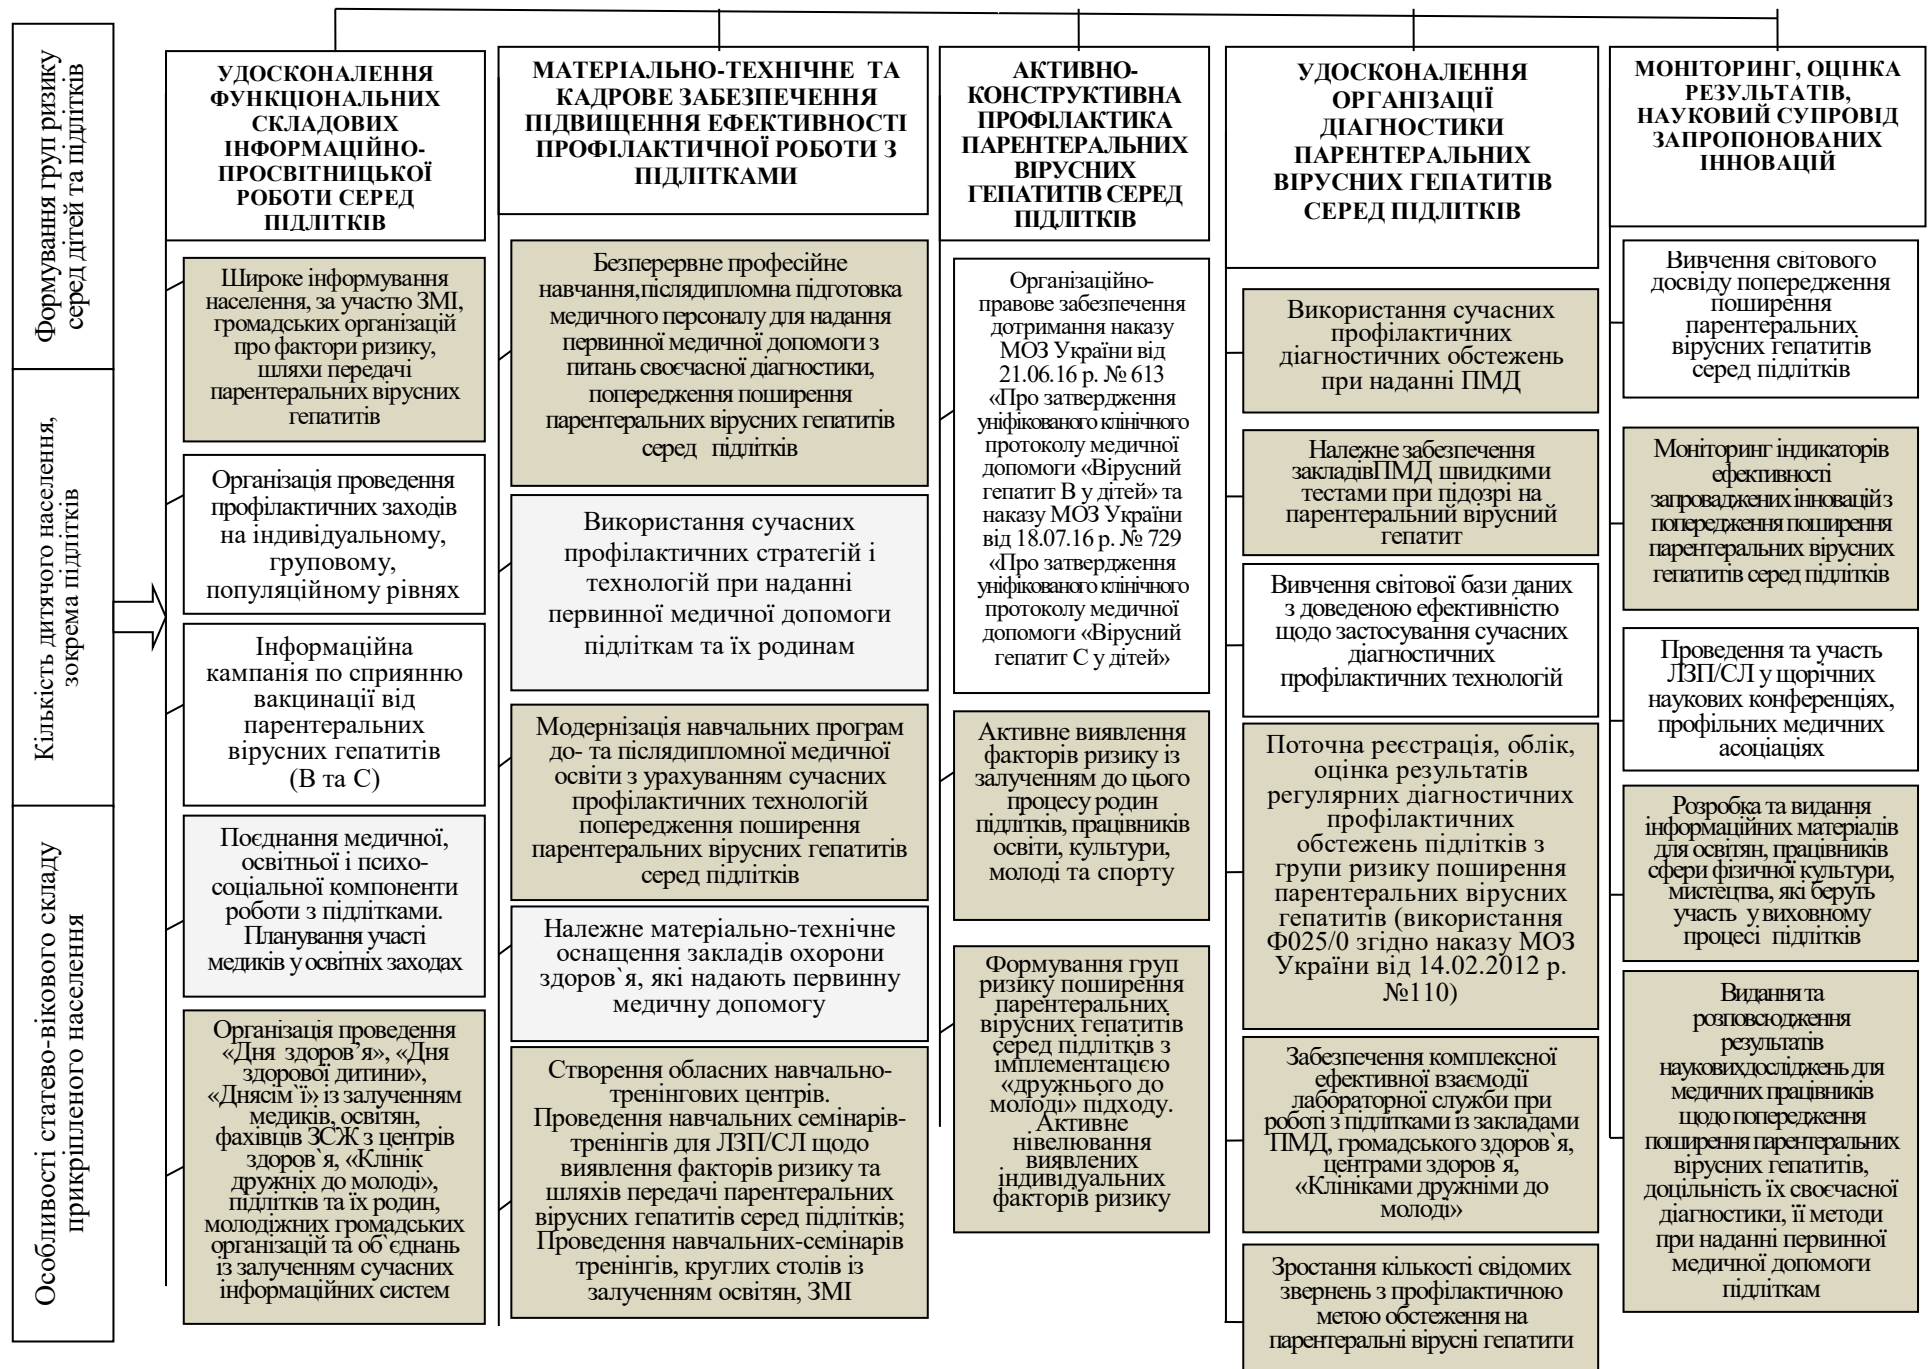 Формування груп ризику
серед дітей та підлітків
Кількість дитячого населення,
зокрема підлітків
Особливості статево-вікового складу
прикріпленого населення
УДОСКОНАЛЕННЯ
ФУНКЦІОНАЛЬНИХ
СКЛАДОВИХ
ІНФОРМАЦІЙНО-
ПРОСВІТНИЦЬКОЇ
РОБОТИ СЕРЕД
ПІДЛІТКІВ
Широке інформування
населення, за участю ЗМІ,
громадських організацій
про фактори ризику,
шляхи передачі
парентеральних вірусних
гепатитів
Організація проведення
профілактичних заходів
на індивідуальному,
груповому,
популяційному рівнях
Інформаційна
кампанія по сприянню
вакцинації від
парентеральних
вірусних гепатитів
(В та С)
Поєднання медичної,
освітньої і психо-
соціальної компоненти
роботи з підлітками.
Планування участі
медиків у освітніх заходах
Організація проведення
«Дня здоров`я», «Дня
здорової дитини»,
«Днясім`ї» із залученням
медиків, освітян,
фахівців ЗСЖ з центрів
здоров`я, «Клінік
дружніх до молоді»,
підлітків та їх родин,
молодіжних громадських
організацій та об`єднань
із залученням сучасних
інформаційних систем
МАТЕРІАЛЬНО-ТЕХНІЧНЕ ТА
КАДРОВЕ ЗАБЕЗПЕЧЕННЯ
ПІДВИЩЕННЯ ЕФЕКТИВНОСТІ
ПРОФІЛАКТИЧНОЇ РОБОТИ З
ПІДЛІТКАМИ
Безперервне професійне
навчання,післядипломна підготовка
медичного персоналу для надання
первинної медичної допомоги з
питань своєчасної діагностики,
попередження поширення
парентеральних вірусних гепатитів
серед підлітків
Використання сучасних
профілактичних стратегій і
технологій при наданні
первинної медичної допомоги
підліткам та їх родинам
Модернізація навчальних програм
до- та післядипломної медичної
освіти з урахуванням сучасних
профілактичних технологій
попередження поширення
парентеральних вірусних гепатитів
серед підлітків
Належне матеріально-технічне
оснащення закладів охорони
здоров`я, які надають первинну
медичну допомогу
Створення обласних навчально-
тренінгових центрів.
Проведення навчальних семінарів-
тренінгів для ЛЗП/СЛ щодо
виявлення факторів ризику та
шляхів передачі парентеральних
вірусних гепатитів серед підлітків;
Проведення навчальних-семінарів
тренінгів, круглих столів із
залученням освітян, ЗМІ
АКТИВНО-
КОНСТРУКТИВНА
ПРОФІЛАКТИКА
ПАРЕНТЕРАЛЬНИХ
ВІРУСНИХ
ГЕПАТИТІВ СЕРЕД
ПІДЛІТКІВ
Організаційно-
правове забезпечення
дотримання наказу
МОЗ України від
21.06.16 р. № 613
«Про затвердження
уніфікованого клінічного
протоколу медичної
допомоги «Вірусний
гепатит В у дітей» та
наказу МОЗ України
від 18.07.16 р. № 729
«Про затвердження
уніфікованого клінічного
протоколу медичної
допомоги «Вірусний
гепатит С у дітей»
Активне виявлення
факторів ризику із
залученням до цього
процесу родин
підлітків, працівників
освіти, культури,
молоді та спорту
Формування груп
ризику поширення
парентеральних
вірусних гепатитів
серед підлітків з
імплементацією
«дружнього до
молоді» підходу.
Активне
нівелювання
виявлених
індивідуальних
факторів ризику
УДОСКОНАЛЕННЯ
ОРГАНІЗАЦІЇ
ДІАГНОСТИКИ
ПАРЕНТЕРАЛЬНИХ
ВІРУСНИХ ГЕПАТИТІВ
СЕРЕД ПІДЛІТКІВ
Використання сучасних
профілактичних
діагностичних обстежень
при наданні ПМД
Належне забезпечення
закладівПМД швидкими
тестами при підозрі на
парентеральний вірусний
гепатит
Вивчення світової бази даних
з доведеною ефективністю
щодо застосування сучасних
діагностичних
профілактичних технологій
Поточна реєстрація, облік,
оцінка результатів
регулярних діагностичних
профілактичних
обстежень підлітків з
групи ризику поширення
парентеральних вірусних
гепатитів (використання
Ф025/0 згідно наказу МОЗ
України від 14.02.2012 р.
№110)
Забезпечення комплексної
ефективної взаємодії
лабораторної служби при
роботі з підлітками із закладами
ПМД, громадського здоров`я,
центрами здоров`я,
«Клініками дружніми до
молоді»
Зростання кількості свідомих
звернень з профілактичною
метою обстеження на
парентеральні вірусні гепатити
МОНІТОРИНГ, ОЦІНКА
РЕЗУЛЬТАТІВ,
НАУКОВИЙ СУПРОВІД
ЗАПРОПОНОВАНИХ
ІННОВАЦІЙ
Вивчення світового
досвіду попередження
поширення
парентеральних
вірусних гепатитів
серед підлітків
Моніторинг індикаторів
ефективності
запроваджених інновацій з
попередження поширення
парентеральних вірусних
гепатитів серед підлітків
Проведення та участь
ЛЗП/СЛ у щорічних
наукових конференціях,
профільних медичних
асоціаціях
Розробка та видання
інформаційних матеріалів
для освітян, працівників
сфери фізичної культури,
мистецтва, які беруть
участь у виховному
процесі підлітків
Видання та
розповсюдження
результатів
науковихдосліджень для
медичних працівників
щодо попередження
поширення парентеральних
вірусних гепатитів,
доцільність їх своєчасної
діагностики, її методи
при наданні первинної
медичної допомоги
підліткам